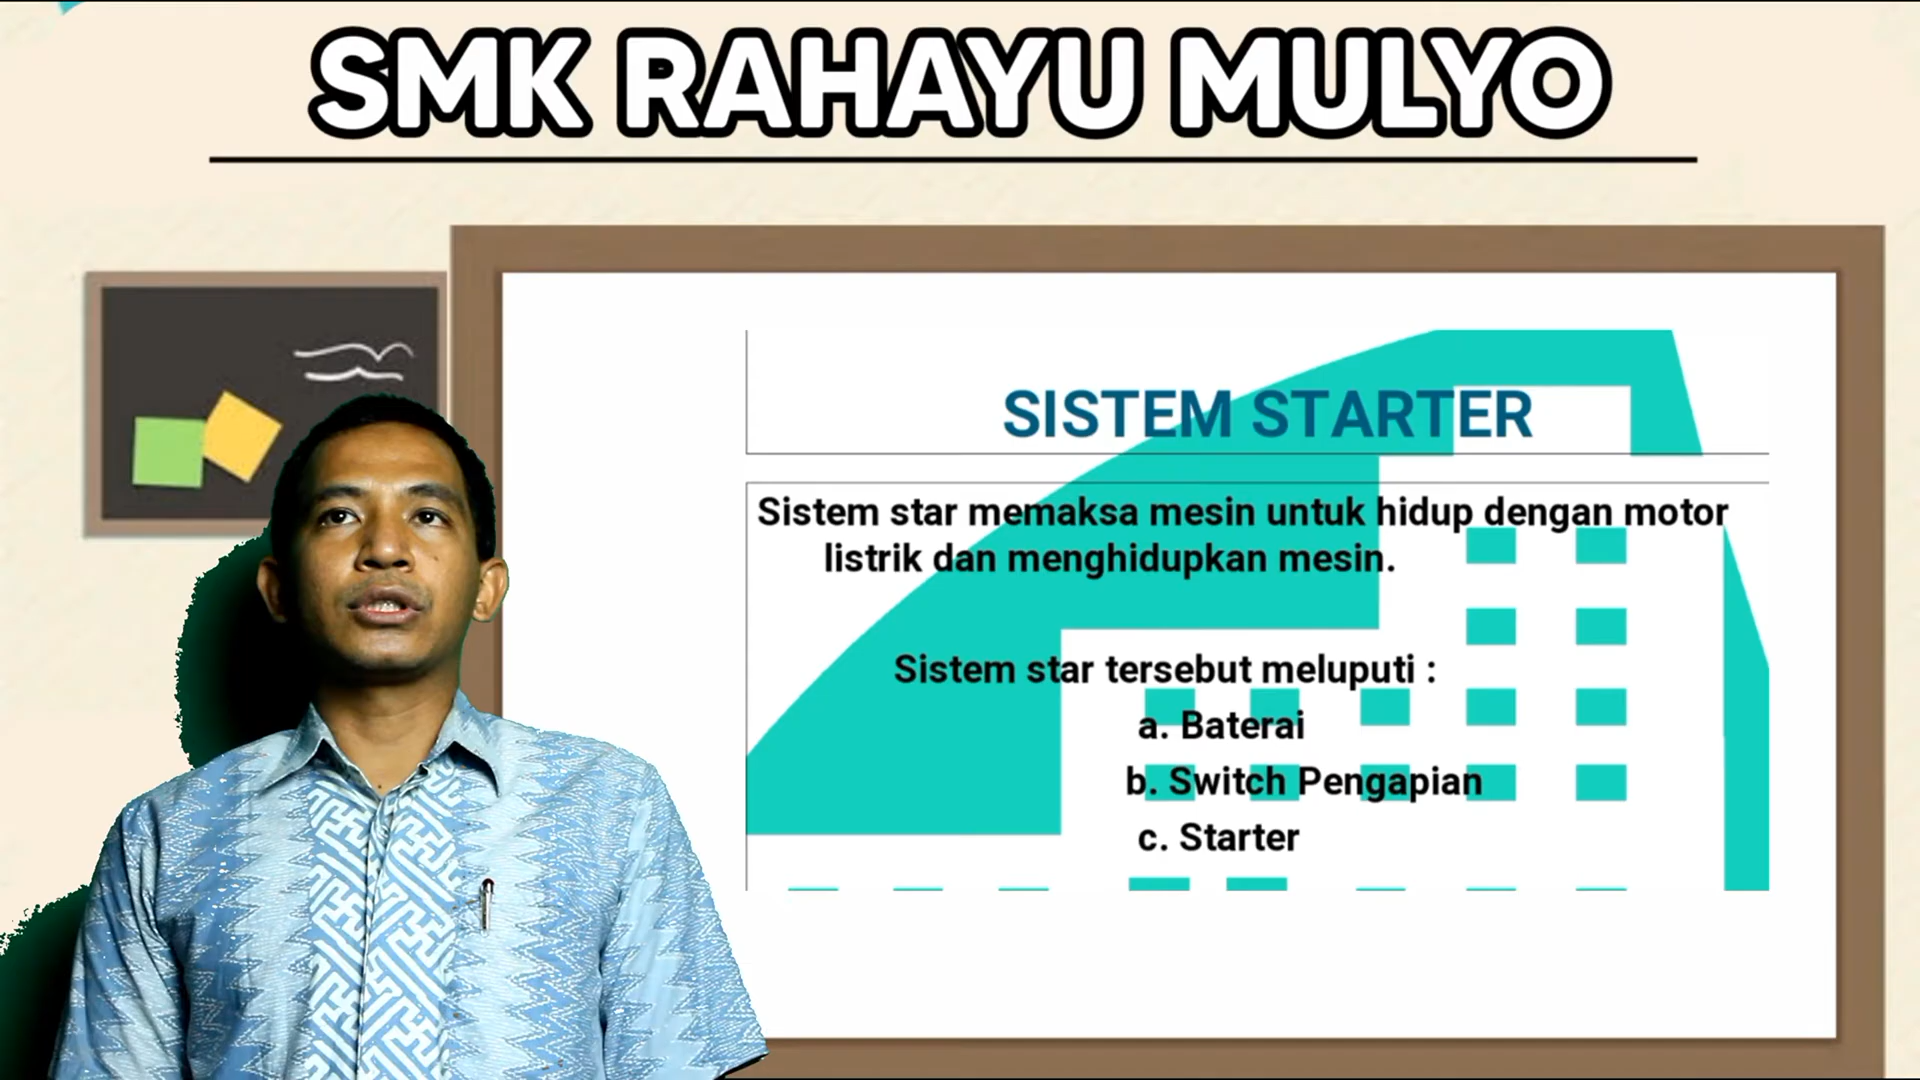 SMK RAHAYU MULYO
SISTEM STARTER
Sistem star memaksa mesin untuk hidup dengan motor
listrik dan menghidupkan mesin.
Sistem star tersebut meluputi :
a. Baterai
b. Switch Pengapian
c. Starter